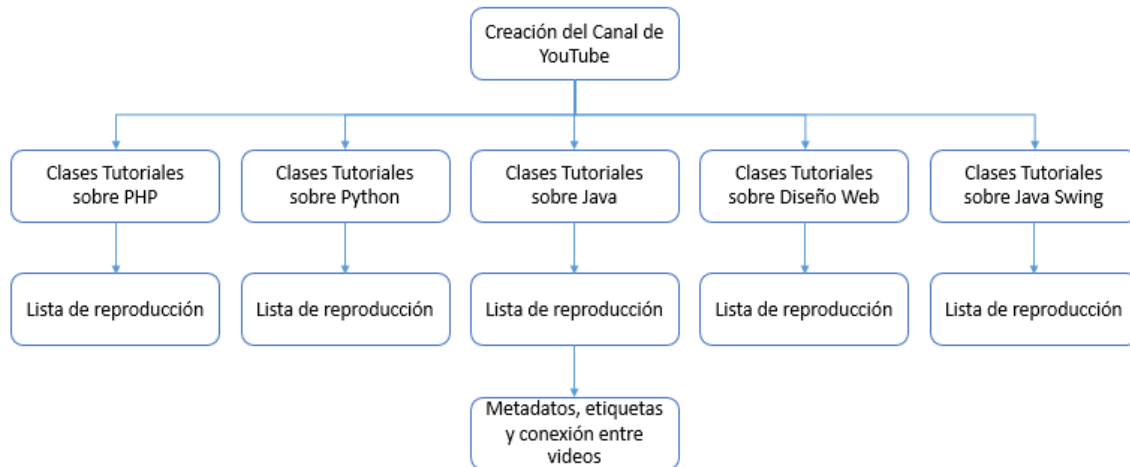 Creación del Canal de
YouTube
Clases Tutoriales
sobre PHP
Clases Tutoriales
sobre Python
Clases Tutoriales
sobre Java
Clases Tutoriales
sobre Diseño Web
Clases Tutoriales
sobre Java Swing
Lista de reproducción
Lista de reproducción
Lista de reproducción
Lista de reproducción
Lista de reproducción
Metadatos, etiquetas
y conexión entre
videos